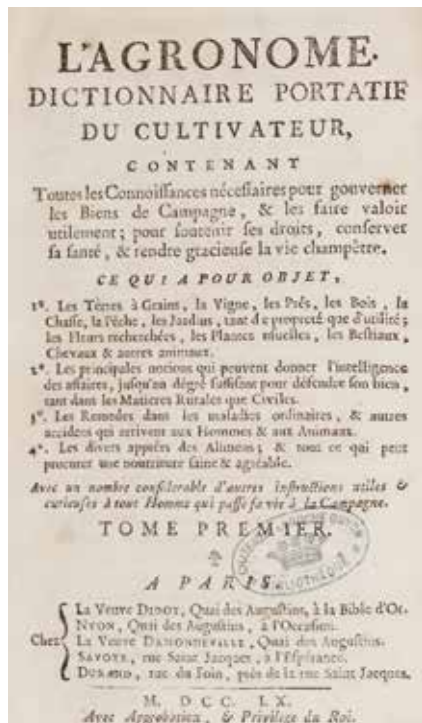 L'AGRONOME.
DICTIONNAIRE PORTATIF
DU CULTIVATEUR,
CONTENANT
Toutes les Connoissances nécessaires pour gouverner
les Biens de Campagne, & les faire valoir
utilement; pour soutenir ses droits, conserver
sa santé, & rendre gracieuse la vie champêtre.
CE QUI A POUR OBJET,
1°. Les Terres à Grains, la Vigne, les Prés, les Bois, la
Chasse, la Pêche, les Jardins, tant de propreté que d'utilité;
les Fleurs recherchées, les Plantes usuelles, les Bestiaux,
Chevaux & autres animaux.
2°. Les principales notions qui peuvent donner l'intelligence
des affaires, jusqu'au dégré suffisant pour défendre son bien,
tant dans les Matieres Rurales que Civiles.
3°. Les Remedes dans les maladies ordinaires, & autres
accidens qui arrivent aux Hommes & aux Animaux.
4°. Les divers apprêts des Alimens; & tout ce qui peut
procurer une nourriture saine & agréable.
Avec un nombre considerable d'autres instructions utiles &
curieuses à tout Homme qui passe sa vie à la Campagne.
TOME PREMIER.
A PARIS,
La Veuve DIDOT, Quai des Augustins, à la Bible d'Or.
NYON, Quai des Augustins, à l'Occasion.
Chez La Veuve DAMONNEVILLE, Quai des Augustins.
SAVOYE, rue Saint Jacques, à l'Espérance.
DURAND, rue du Foin, près de la rue Saint Jacques.
M. DCC. LX.
Avec Approbation, & Privilége du Roi.